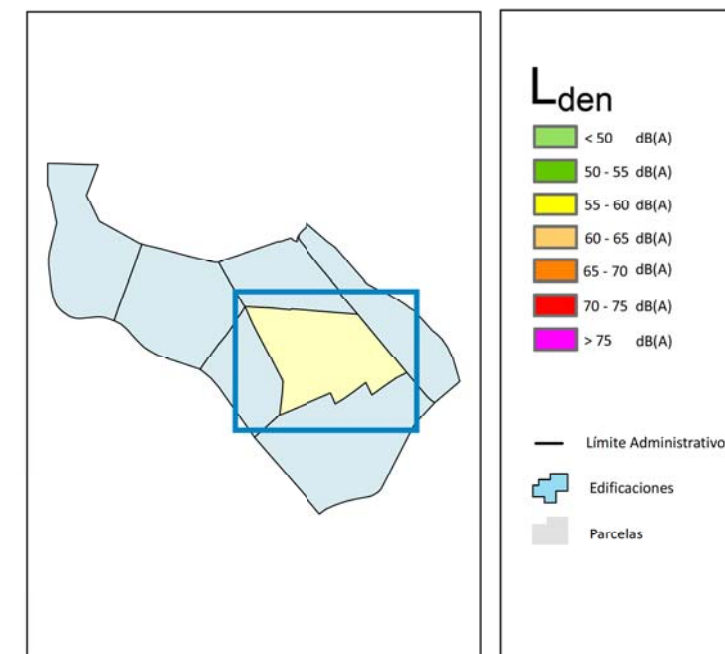 Lden
< 50 dB(A)
50 - 55 dB(A)
55 - 60 dB(A)
60 - 65 dB(A)
65 - 70 dB(A)
70 - 75 dB(A)
> 75 dB(A)
Límite Administrativo
Edificaciones
Parcelas